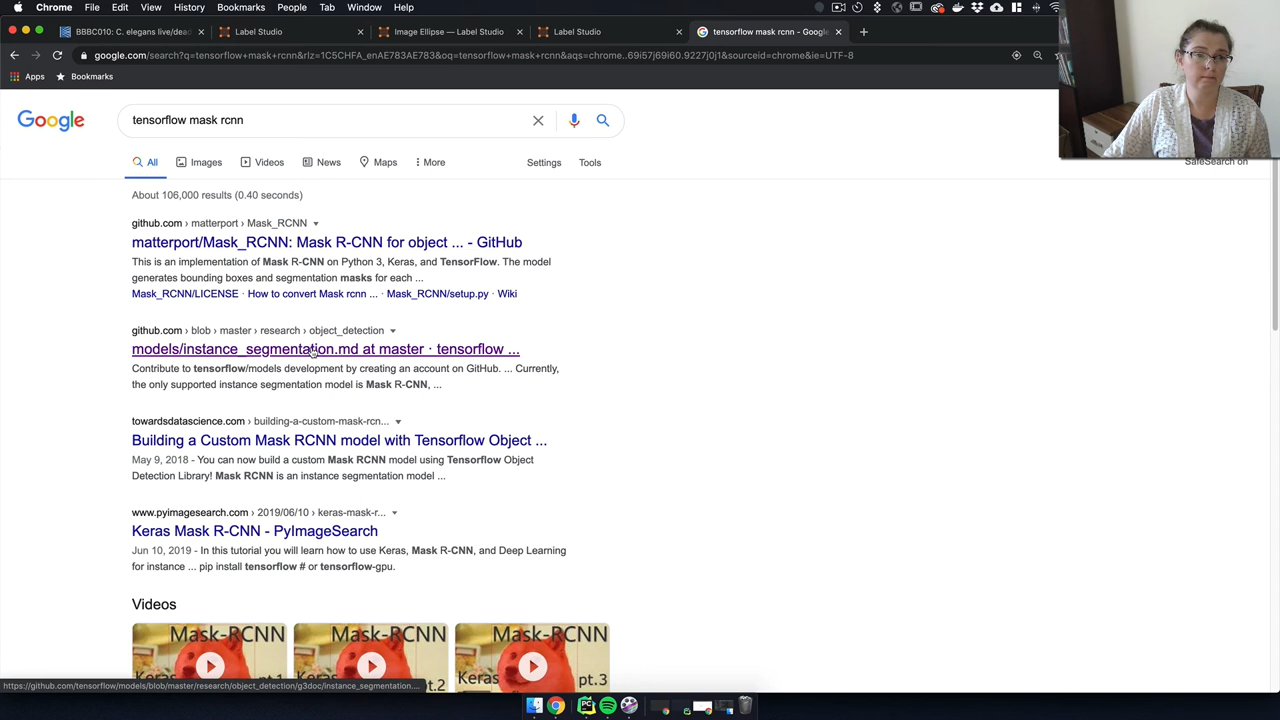 Chrome File Edit View History Bookmarks People Tab Window Help
BBBC010: C. elegans live/dead
Label Studio
Image Ellipse — Label Studio
Label Studio
tensorflow mask rcnn - Google
google.com/search?q=tensorflow+mask+rcnn&rlz=1C5CHFA_enAE783AE783&oq=tensorflow+mask+rcnn&aqs=chrome..69i57j69i60.9227j0j1&sourceid=chrome&ie=UTF-8
Apps Bookmarks
Google
tensorflow mask rcnn
All Images Videos News Maps More Settings Tools
SafeSearch on
About 106,000 results (0.40 seconds)
github.com › matterport › Mask_RCNN
matterport/Mask_RCNN: Mask R-CNN for object ... - GitHub
This is an implementation of Mask R-CNN on Python 3, Keras, and TensorFlow. The model
generates bounding boxes and segmentation masks for each ...
Mask_RCNN/LICENSE · How to convert Mask rcnn ... · Mask_RCNN/setup.py · Wiki
github.com › blob › master › research › object_detection
models/instance_segmentation.md at master · tensorflow ...
Contribute to tensorflow/models development by creating an account on GitHub. ... Currently,
the only supported instance segmentation model is Mask R-CNN, ...
towardsdatascience.com › building-a-custom-mask-rcn...
Building a Custom Mask RCNN model with Tensorflow Object ...
May 9, 2018 - You can now build a custom Mask RCNN model using Tensorflow Object
Detection Library! Mask RCNN is an instance segmentation model ...
www.pyimagesearch.com › 2019/06/10 › keras-mask-r...
Keras Mask R-CNN - PyImageSearch
Jun 10, 2019 - In this tutorial you will learn how to use Keras, Mask R-CNN, and Deep Learning
for instance ... pip install tensorflow # or tensorflow-gpu.
Videos
Mask-RCNN Mask-RCNN Mask-RCNN
Keras pt.1 Keras pt.2 Keras pt.3
https://github.com/tensorflow/models/blob/master/research/object_detection/g3doc/instance_segmentation....